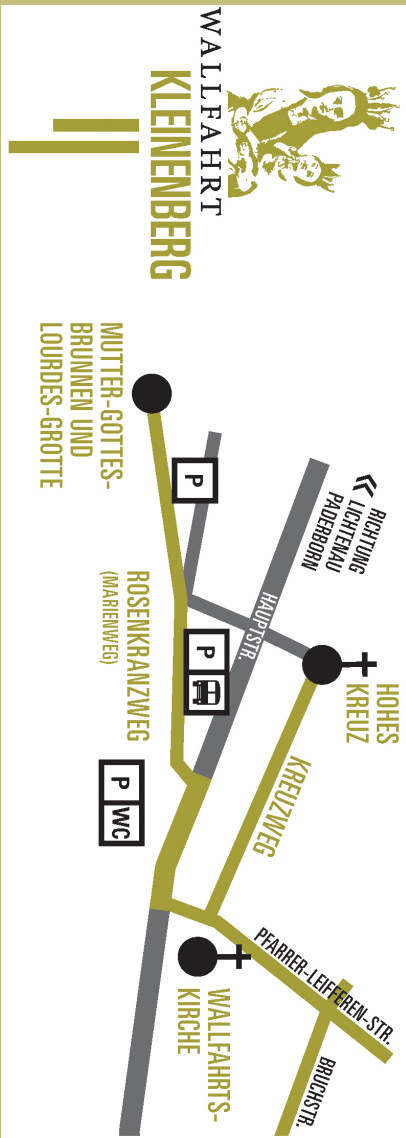 WALLFAHRT
KLEINENBERG
MUTTER-GOTTES-
BRUNNEN UND
LOURDES-GROTTE
P
RICHTUNG
LICHTENAU
PADERBORN
HAUPTSTR.
ROSENKRANZWEG
(MARIENWEG)
P
HOHES
KREUZ
KREUZWEG
P WC
PFARRER-LEIFFEREN-STR.
WALLFAHRTS-
KIRCHE
BRUCHSTR.